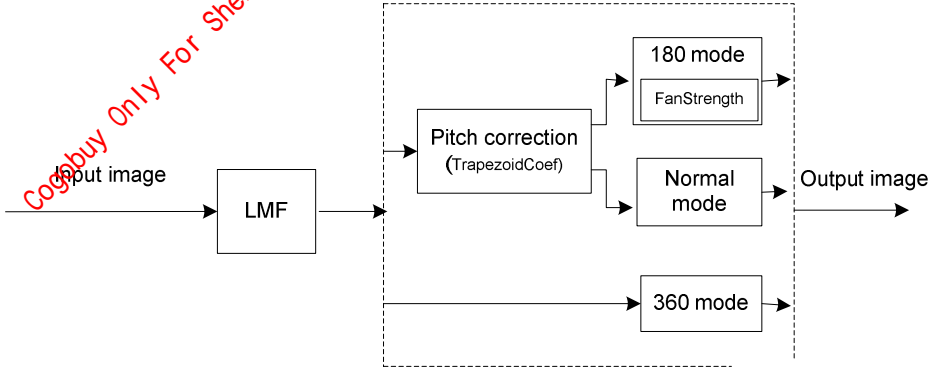 Cogobuy Only For She
180 mode
FanStrength
Pitch correction
(TrapezoidCoef)
Input image
LMF
Normal
mode
Output image
360 mode